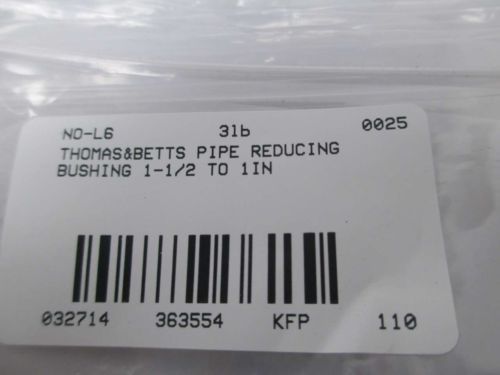 NO-L6 31b 0025
THOMAS&BETTS PIPE REDUCING
BUSHING 1-1/2 TO 1IN
032714 363554 KFP 110